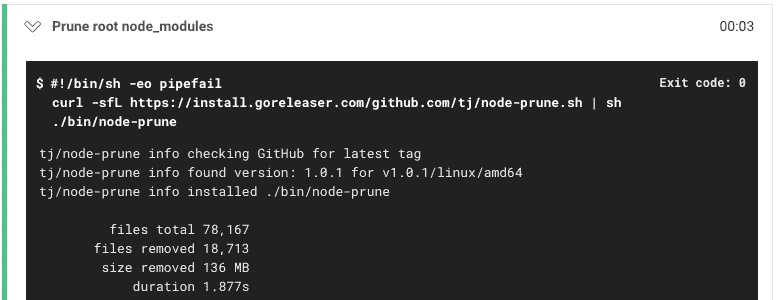 Prune root node_modules 00:03
$ #!/bin/sh -eo pipefail Exit code: 0
curl -sfL https://install.goreleaser.com/github.com/tj/node-prune.sh | sh
./bin/node-prune
tj/node-prune info checking GitHub for latest tag
tj/node-prune info found version: 1.0.1 for v1.0.1/linux/amd64
tj/node-prune info installed ./bin/node-prune
files total 78,167
files removed 18,713
size removed 136 MB
duration 1.877s